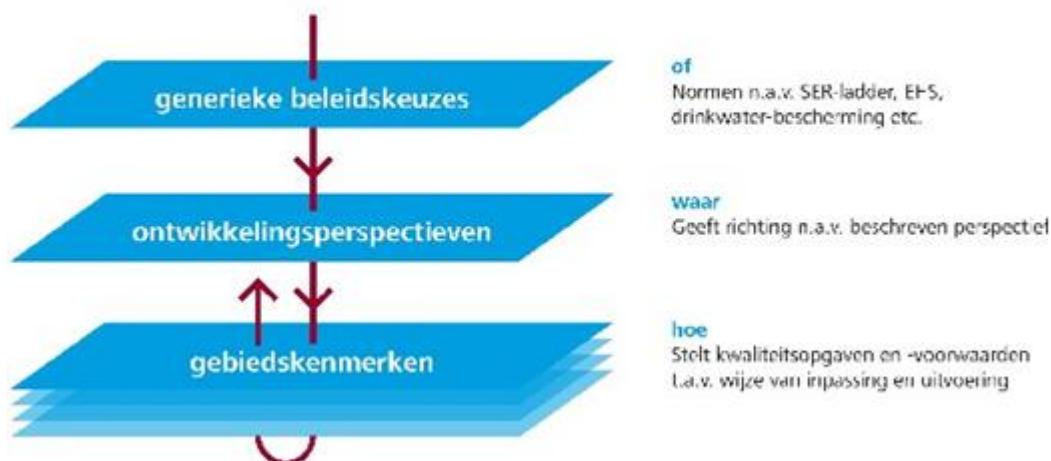 generieke beleidskeuzes
of
Normen n.a.v. SER-ladder, EHS,
drinkwater-bescherming etc.
ontwikkelingsperspectieven
waar
Geeft richting n.a.v. beschreven perspectief
gebiedskenmerken
hoe
Stelt kwaliteitsopgaven en -voorwaarden
t.a.v. wijze van inpassing en uitvoering